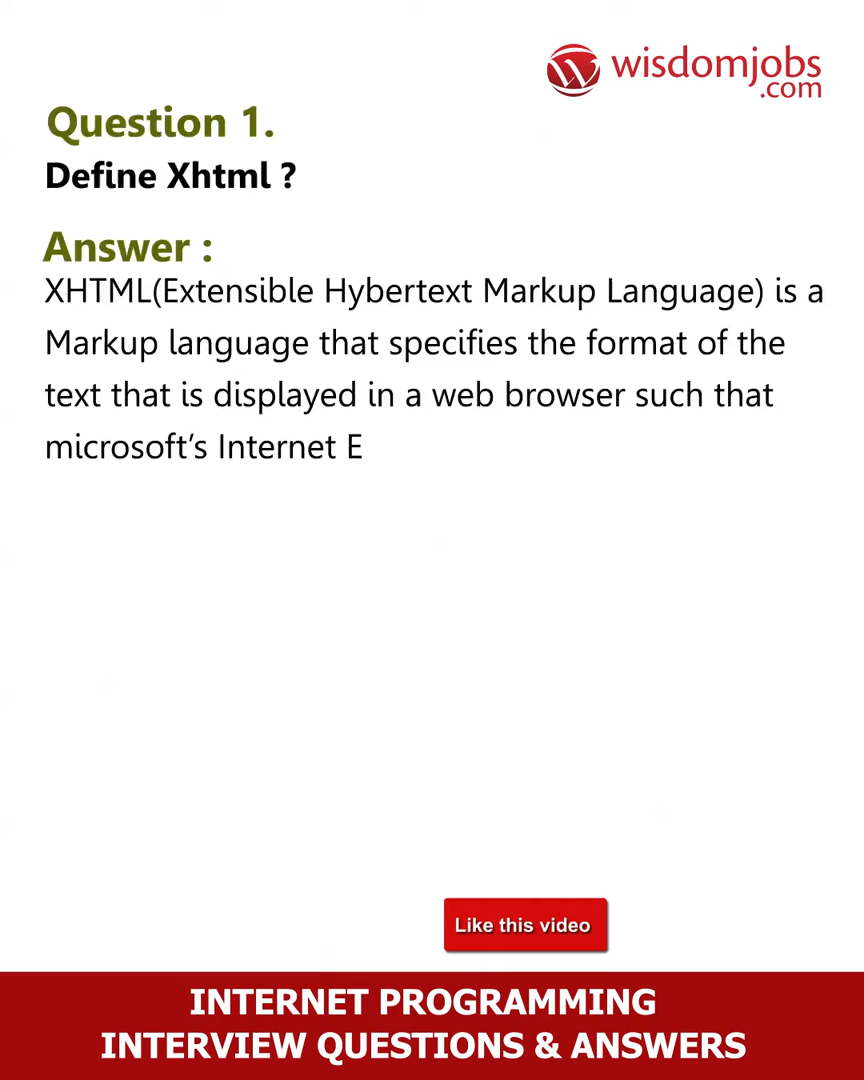 wisdomjobs
.com
Question 1.
Define Xhtml ?
Answer :
XHTML(Extensible Hybertext Markup Language) is a
Markup language that specifies the format of the
text that is displayed in a web browser such that
microsoft’s Internet E
Like this video
INTERNET PROGRAMMING
INTERVIEW QUESTIONS & ANSWERS